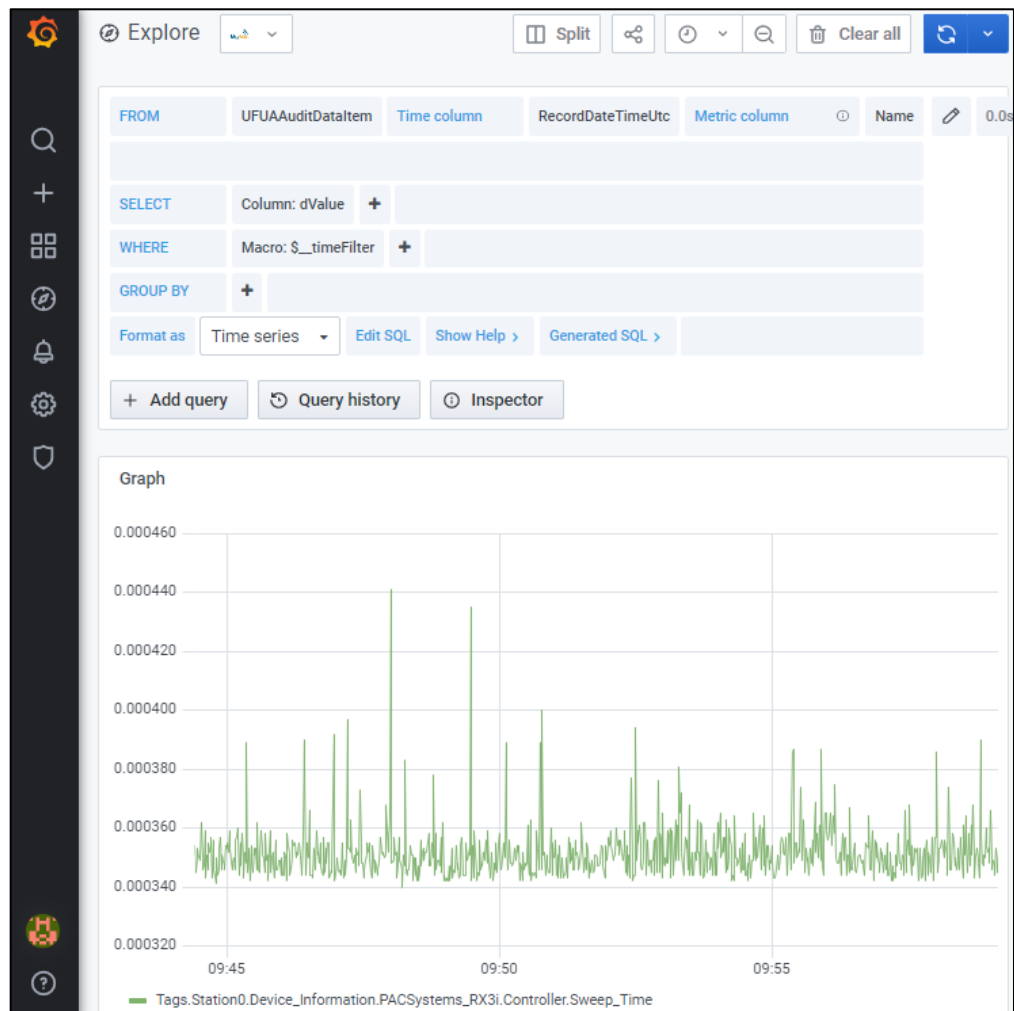 Explore Split Clear all
FROM UFUAAuditDataItem Time column RecordDateTimeUtc Metric column Name 0.0s
SELECT Column: dValue +
WHERE Macro: $__timeFilter +
GROUP BY +
Format as Time series Edit SQL Show Help > Generated SQL >
+ Add query Query history Inspector
Graph
0.000460
0.000440
0.000420
0.000400
0.000380
0.000360
0.000340
0.000320
09:45 09:50 09:55
Tags.Station0.Device_Information.PACSystems_RX3i.Controller.Sweep_Time